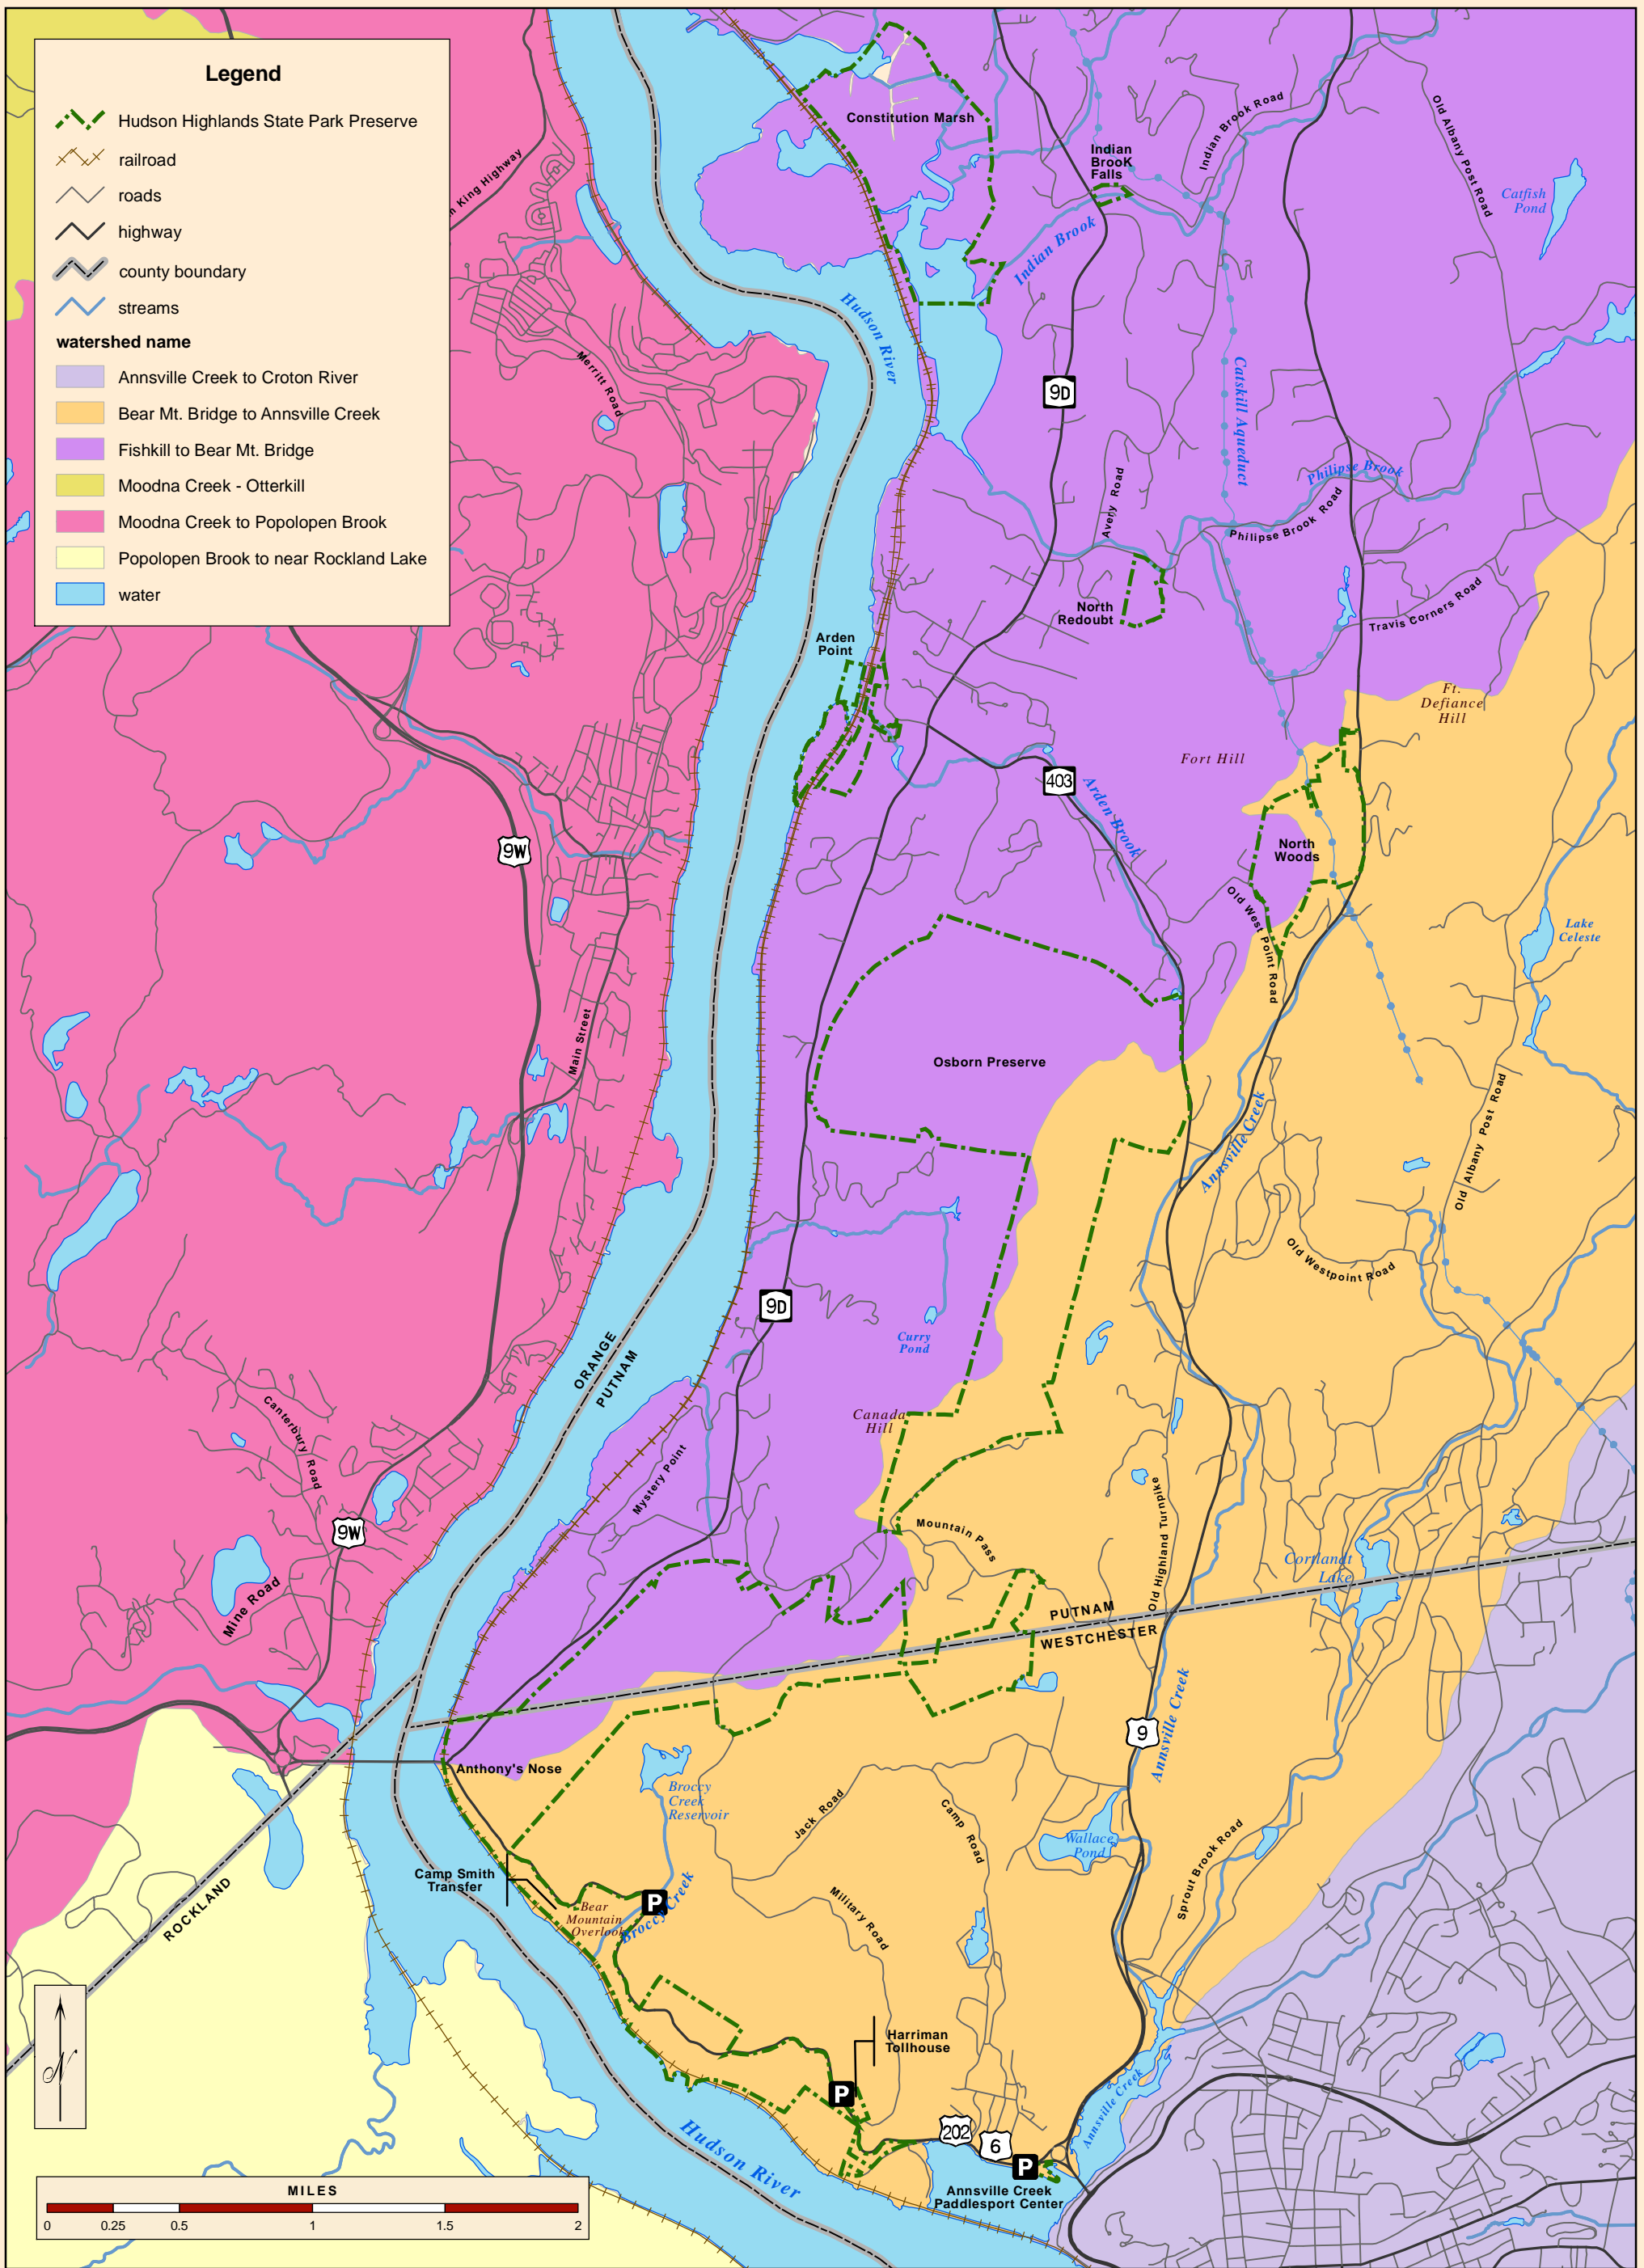 Legend
Hudson Highlands State Park Preserve
railroad
roads
highway
county boundary
streams
watershed name
Annsville Creek to Croton River
Bear Mt. Bridge to Annsville Creek
Fishkill to Bear Mt. Bridge
Moodna Creek - Otterkill
Moodna Creek to Popolopen Brook
Popolopen Brook to near Rockland Lake
water
n King Highway
Constitution Marsh
Indian
BrooK
Falls
Indian Brook Road
Old Albany Post Road
Catfish
Pond
Indian Brook
Hudson River
Merritt Road
9D
Catskill Aqueduct
Philipse Brook
Avery Road
Philipse Brook Road
North
Redoubt
Travis Corners Road
Arden
Point
Ft.
Defiance
Hill
Fort Hill
403
Arden Brook
9W
North
Woods
Old West Point Road
Lake
Celeste
Main Street
Osborn Preserve
Annsville Creek
Old Albany Post Road
Old Westpoint Road
9D
Curry
Pond
ORANGE
PUTNAM
Canterbury Road
Canada
Hill
Mystery Point
9W
Mountain Pass
Old Highland Turnpike
Cortlandt
Lake
Mine Road
PUTNAM
WESTCHESTER
Annsville Creek
9
Anthony's Nose
Broccy
Creek
Reservoir
Jack Road
Camp Road
Wallace
Pond
Sprout Brook Road
Camp Smith
Transfer
P
Bear
Mountain
Overlook
Broccy Creek
Military Road
ROCKLAND
N
Harriman
Tollhouse
P
Annsville Creek
202
6
P
Hudson River
Annsville Creek
Paddlesport Center
MILES
0 0.25 0.5 1 1.5 2